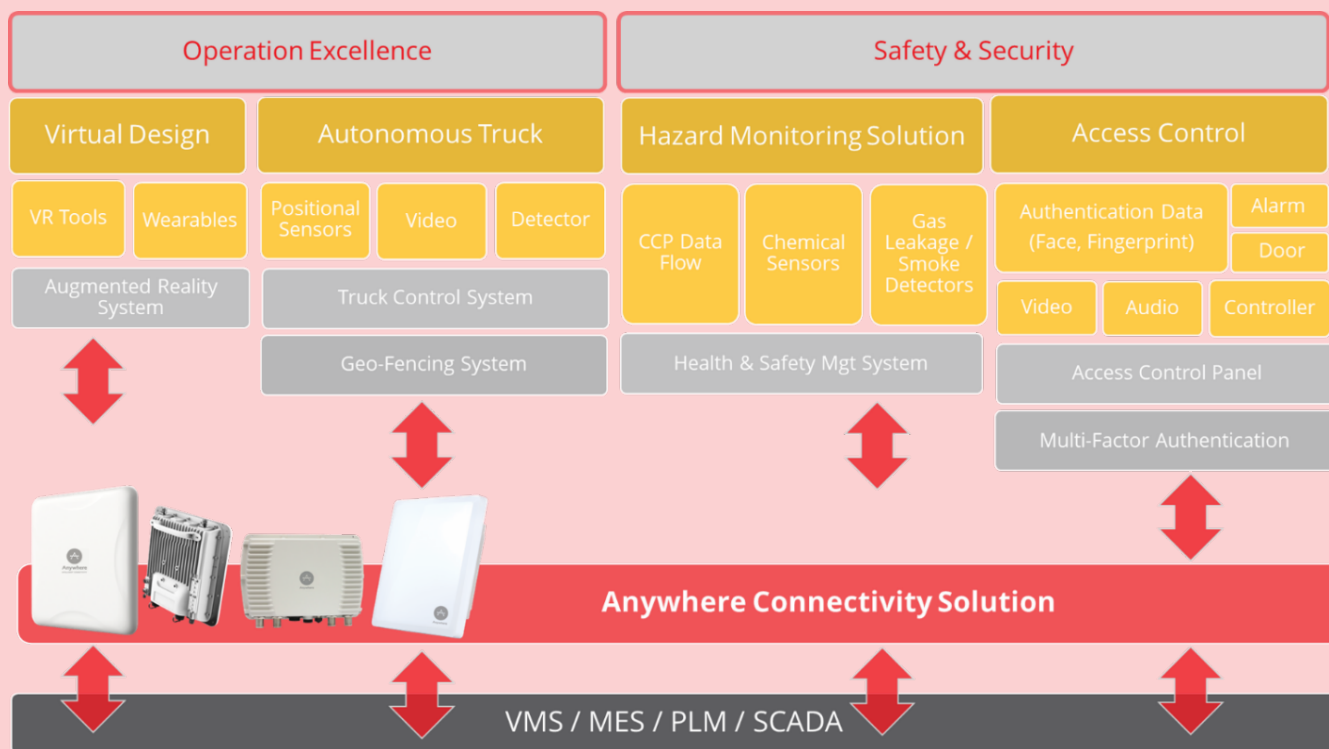 Operation Excellence
Safety & Security
Virtual Design
Autonomous Truck
Hazard Monitoring Solution
Access Control
VR Tools
Wearables
Positional
Sensors
Video
Detector
CCP Data
Flow
Chemical
Sensors
Gas
Leakage /
Smoke
Detectors
Authentication Data
(Face, Fingerprint)
Alarm
Door
Video
Audio
Controller
Augmented Reality
System
Truck Control System
Geo-Fencing System
Health & Safety Mgt System
Access Control Panel
Multi-Factor Authentication
Anywhere
Anywhere Connectivity Solution
VMS / MES / PLM / SCADA